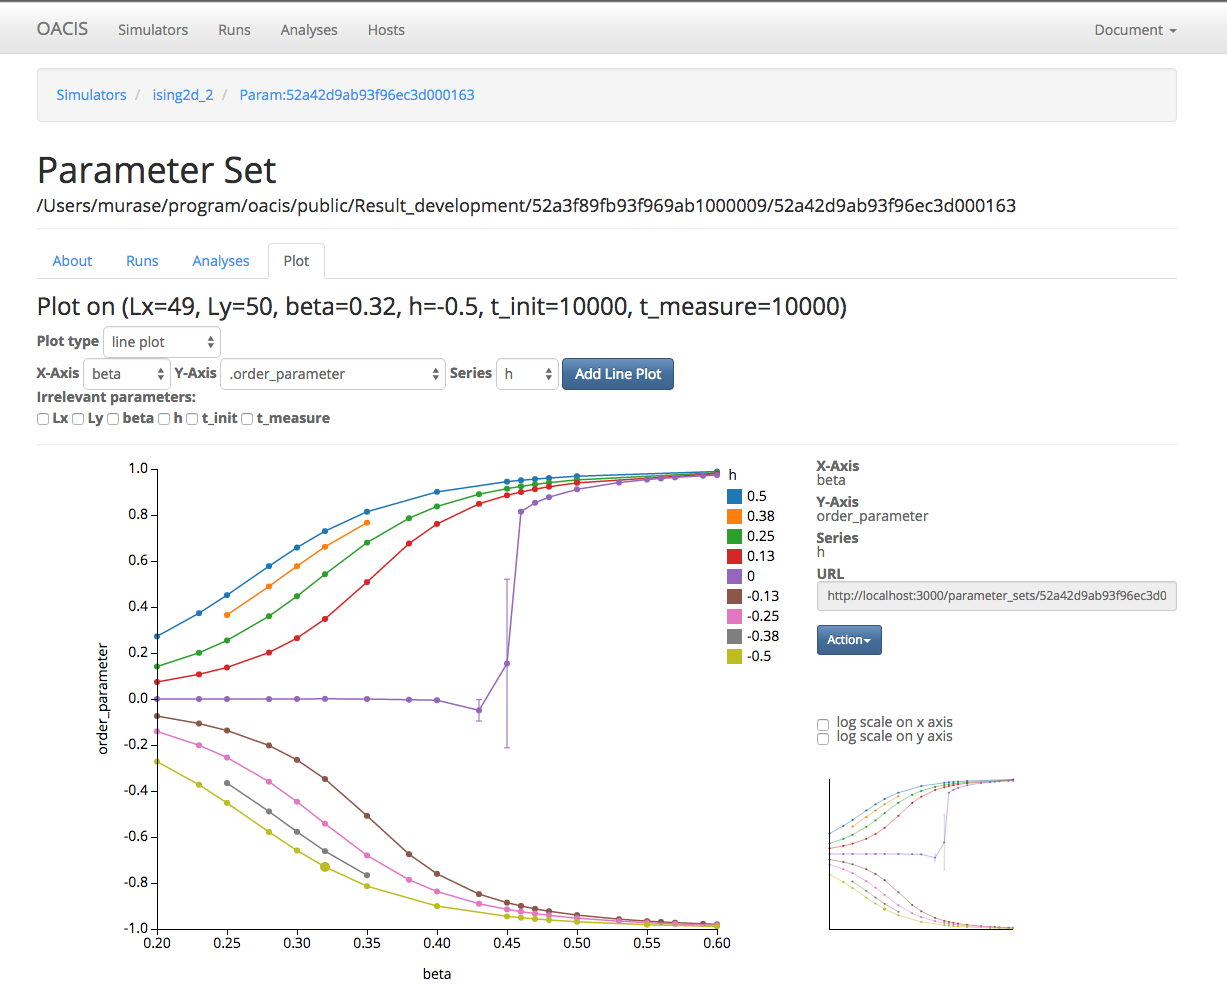 OACIS Simulators Runs Analyses Hosts Document
Simulators / ising2d_2 / Param:52a42d9ab93f96ec3d000163
Parameter Set
/Users/murase/program/oacis/public/Result_development/52a3f89fb93f969ab1000009/52a42d9ab93f96ec3d000163
About Runs Analyses Plot
Plot on (Lx=49, Ly=50, beta=0.32, h=-0.5, t_init=10000, t_measure=10000)
Plot type line plot
X-Axis beta Y-Axis .order_parameter Series h Add Line Plot
Irrelevant parameters:
Lx Ly beta h t_init t_measure
order_parameter
1.0
0.8
0.6
0.4
0.2
0.0
-0.2
-0.4
-0.6
-0.8
-1.0
0.20 0.25 0.30 0.35 0.40 0.45 0.50 0.55 0.60
beta
h
0.5
0.38
0.25
0.13
0
-0.13
-0.25
-0.38
-0.5
X-Axis
beta
Y-Axis
order_parameter
Series
h
URL
http://localhost:3000/parameter_sets/52a42d9ab93f96ec3d0
Action
log scale on x axis
log scale on y axis